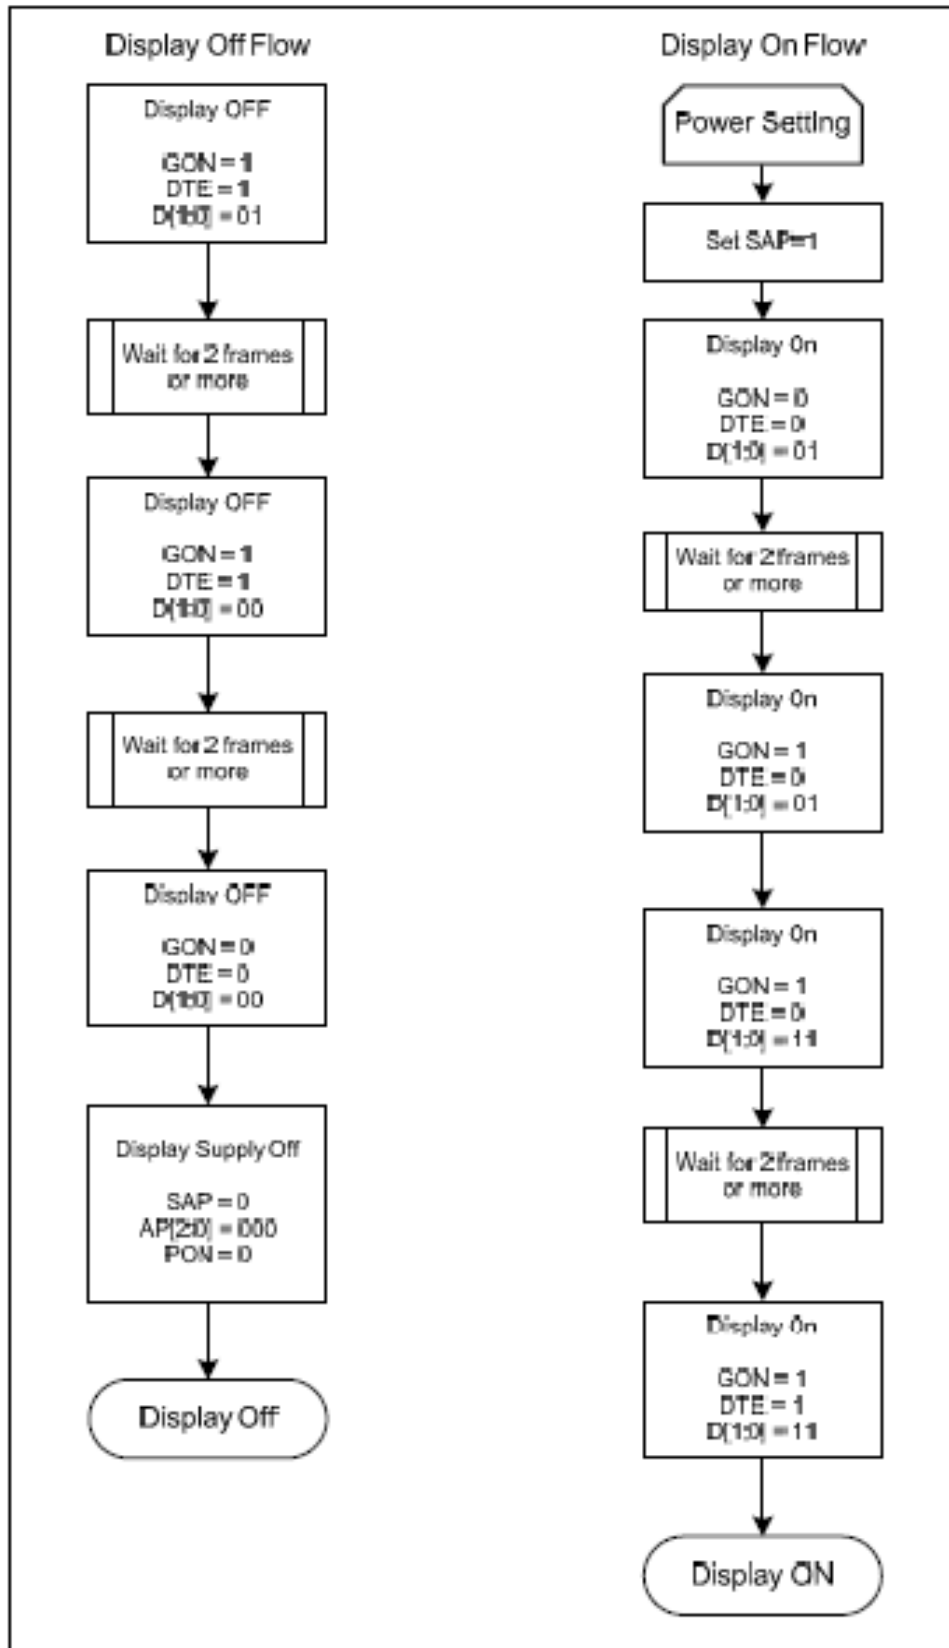 Display Off Flow
Display OFF
GON = 1
DTE = 1
D[1:0] = 01
Wait for 2 frames
or more
Display OFF
GON = 1
DTE = 1
D[1:0] = 00
Wait for 2 frames
or more
Display OFF
GON = 0
DTE = 0
D[1:0] = 00
Display Supply Off
SAP = 0
AP[2:0] = 000
PON = 0
Display Off
Display On Flow
Power Setting
Set SAP=1
Display On
GON = 0
DTE = 0
D[1:0] = 01
Wait for 2 frames
or more
Display On
GON = 1
DTE = 0
D[1:0] = 01
Display On
GON = 1
DTE = 0
D[1:0] = 11
Wait for 2 frames
or more
Display On
GON = 1
DTE = 1
D[1:0] = 11
Display ON